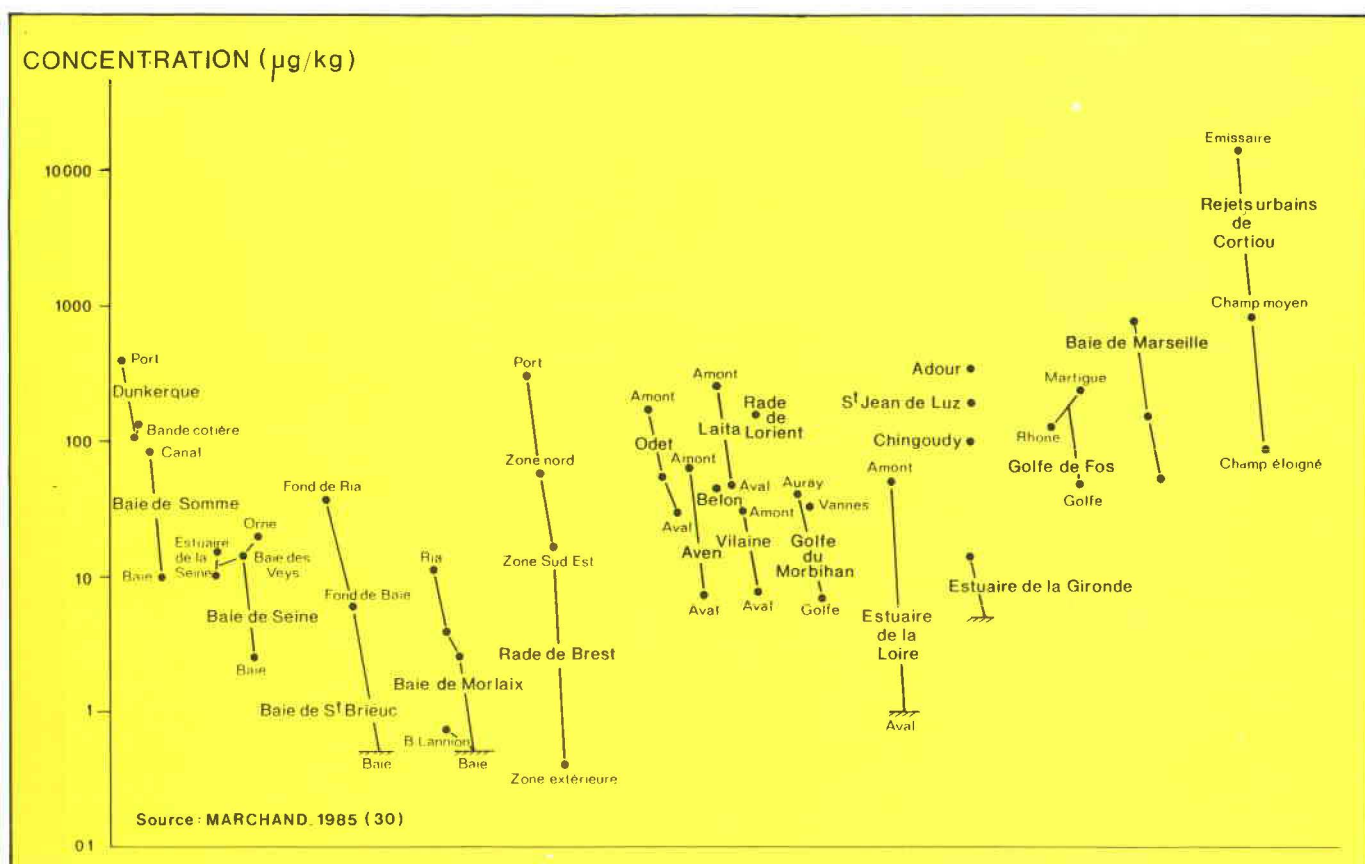 CONCENTRATION (µg/kg)
10000
1000
100
10
1
0.1
Port
Dunkerque
Bande cotière
Canal
Baie de Somme
Baie
Estuaire
de la
Seine
Orne
Baie des
Veys
Baie de Seine
Baie
Fond de Ria
Fond de Baie
Baie de St Brieuc
Baie
Ria
Baie de Morlaix
B. Lannion
Baie
Port
Zone nord
Zone Sud Est
Rade de Brest
Zone extérieure
Amont
Odet
Aval
Amont
Aven
Aval
Belon
Amont
Laita
Aval
Rade
de
Lorient
Amont
Vilaine
Aval
Auray
Vannes
Golfe
du
Morbihan
Golfe
Amont
Estuaire
de la
Loire
Aval
Adour
St Jean de Luz
Chingoudy
Estuaire de la Gironde
Martigue
Rhone
Golfe de Fos
Golfe
Baie de Marseille
Emissaire
Rejets urbains
de
Cortiou
Champ moyen
Champ éloigné
Source : MARCHAND. 1985 (30)